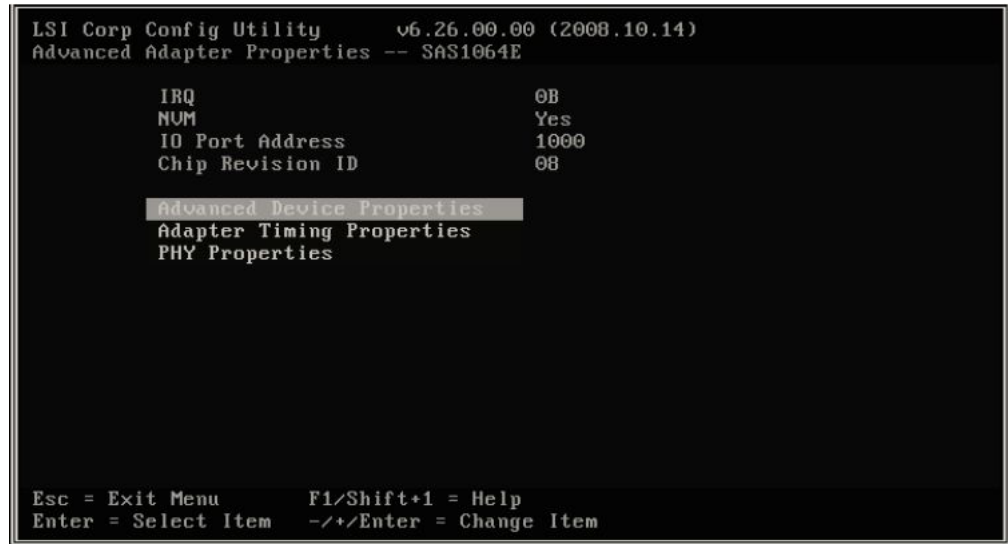 LSI Corp Config Utility v6.26.00.00 (2008.10.14)
Advanced Adapter Properties -- SAS1064E
IRQ 0B
NVM Yes
IO Port Address 1000
Chip Revision ID 08
Advanced Device Properties
Adapter Timing Properties
PHY Properties
Esc = Exit Menu F1/Shift+1 = Help
Enter = Select Item -/+/Enter = Change Item